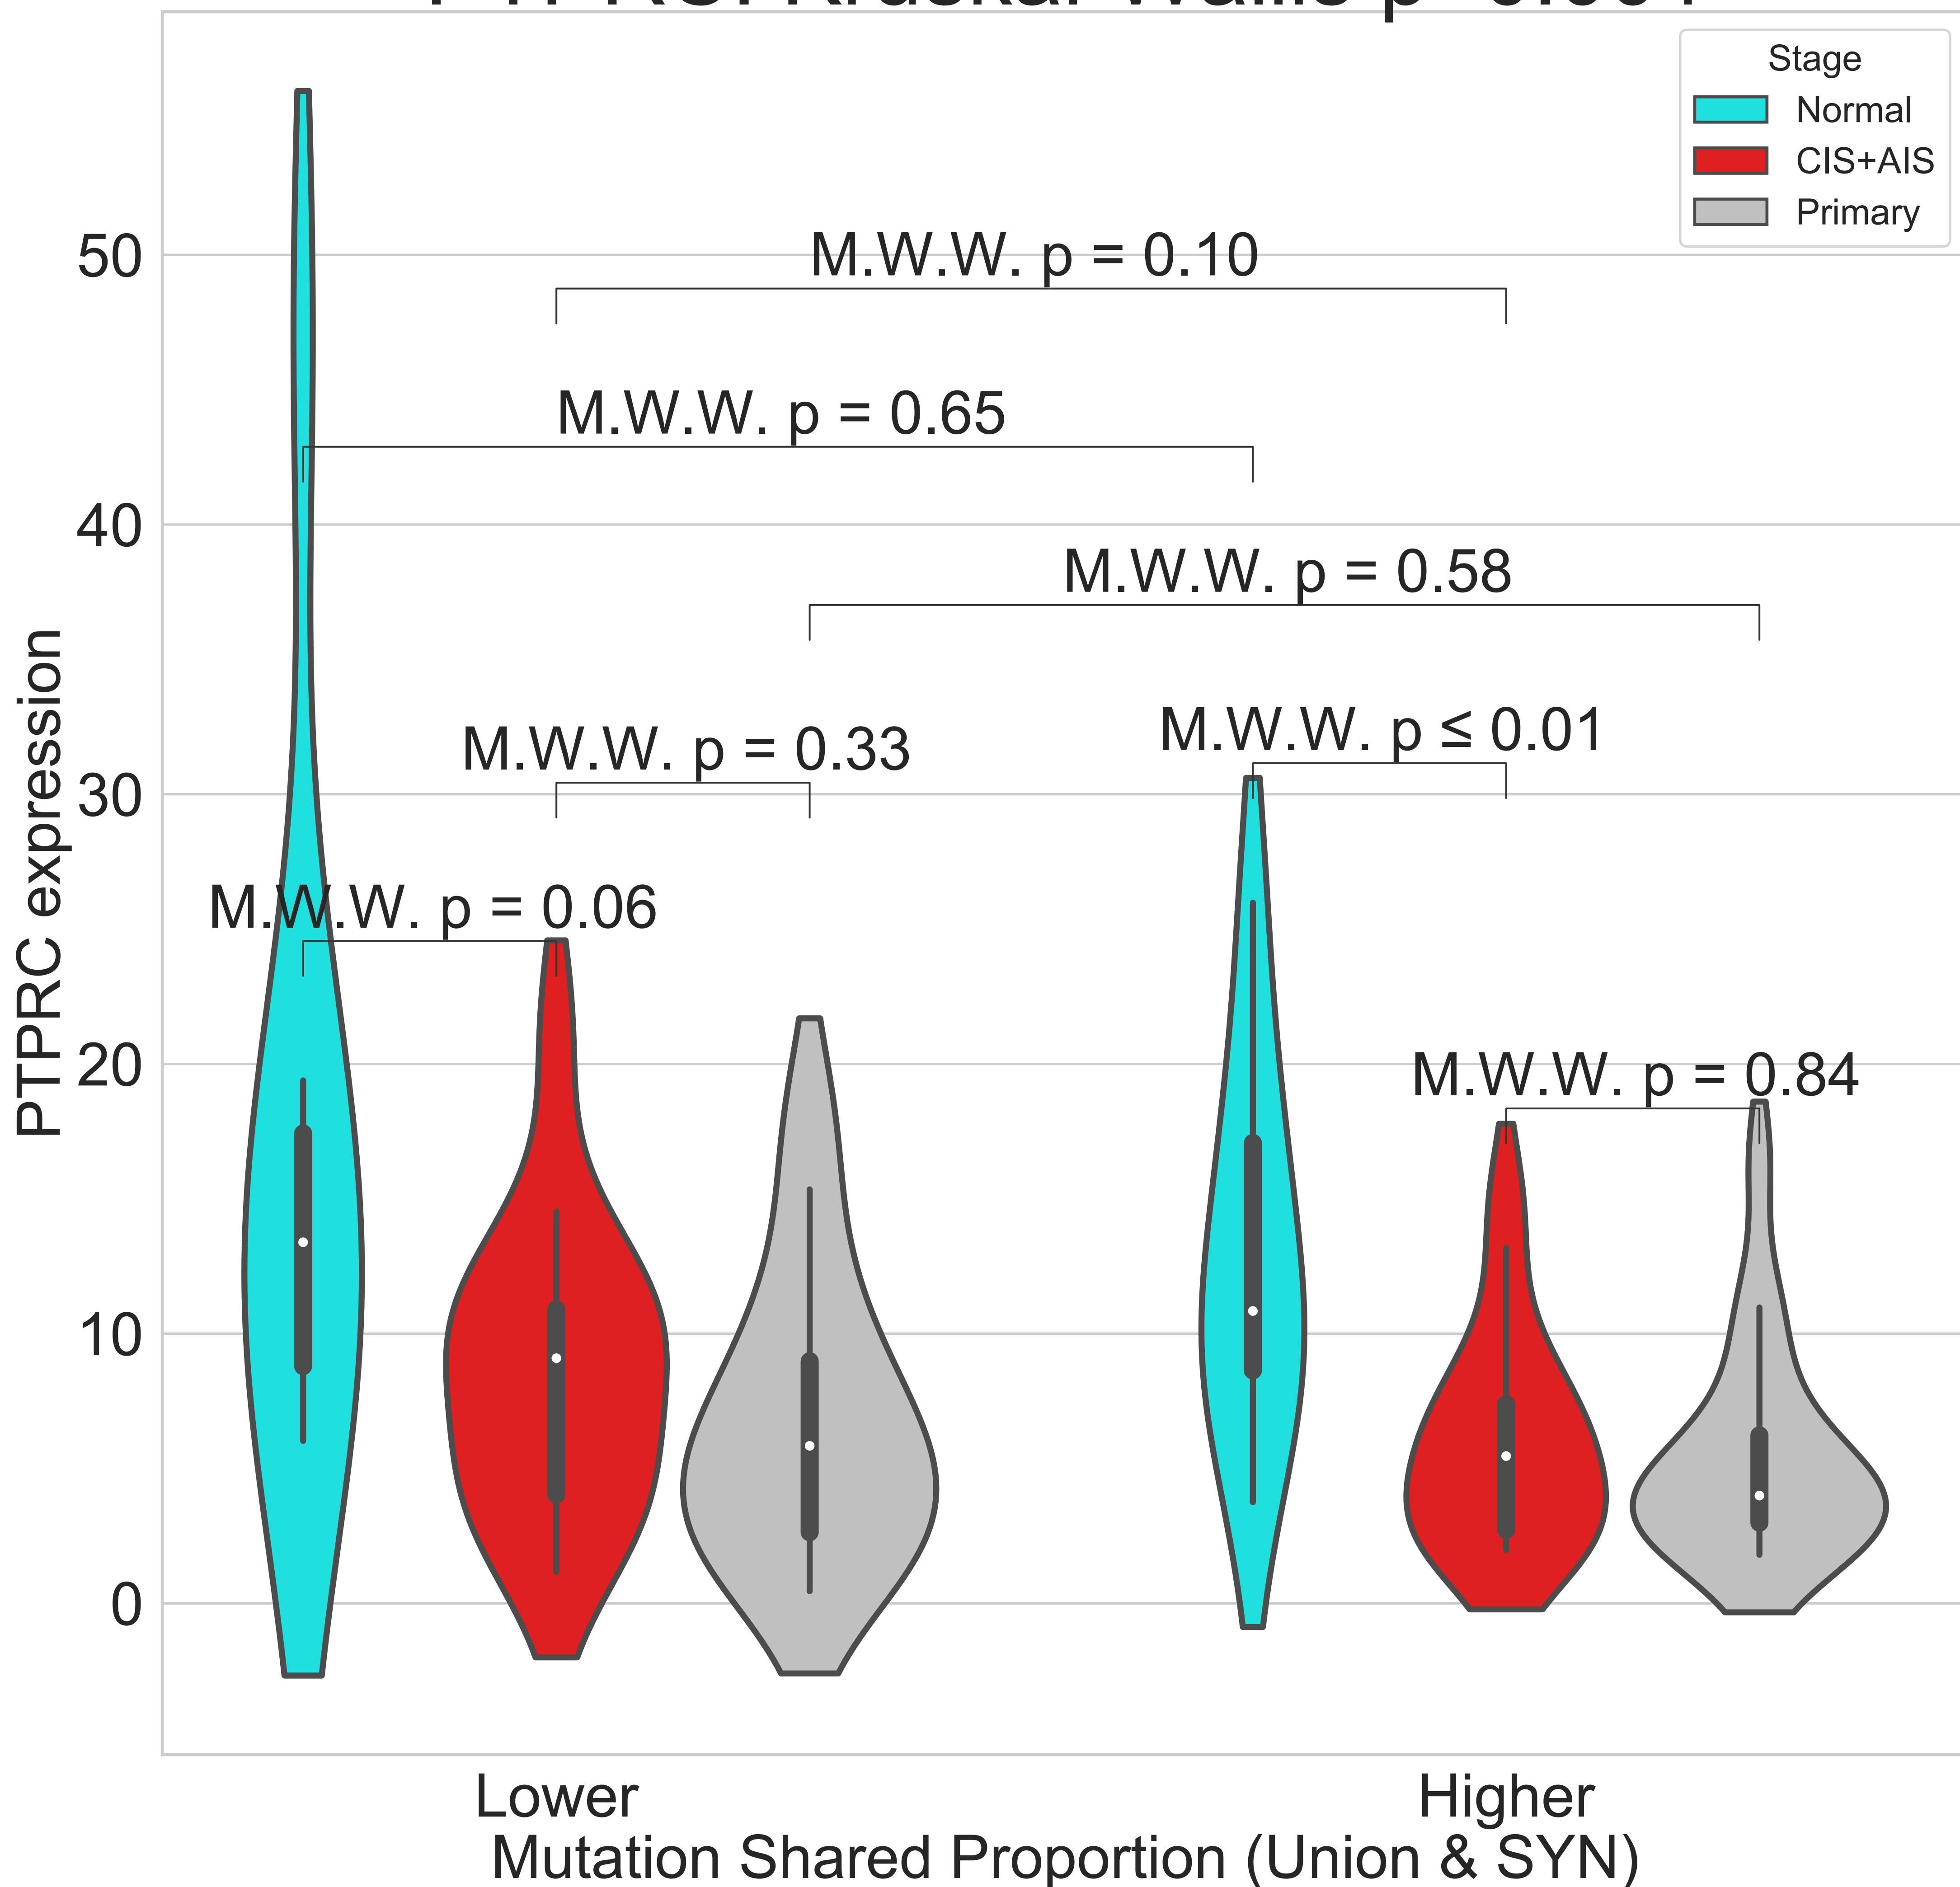 Stage
Normal
CIS+AIS
Primary
M.W.W. p = 0.10
50
M.W.W. p = 0.65
40
M.W.W. p = 0.58
M.W.W. p ≤ 0.01
M.W.W. p = 0.33
30
M.W.W. p = 0.06
PTPRC expression
20
M.W.W. p = 0.84
10
0
Lower
Higher
Mutation Shared Proportion (Union & SYN)